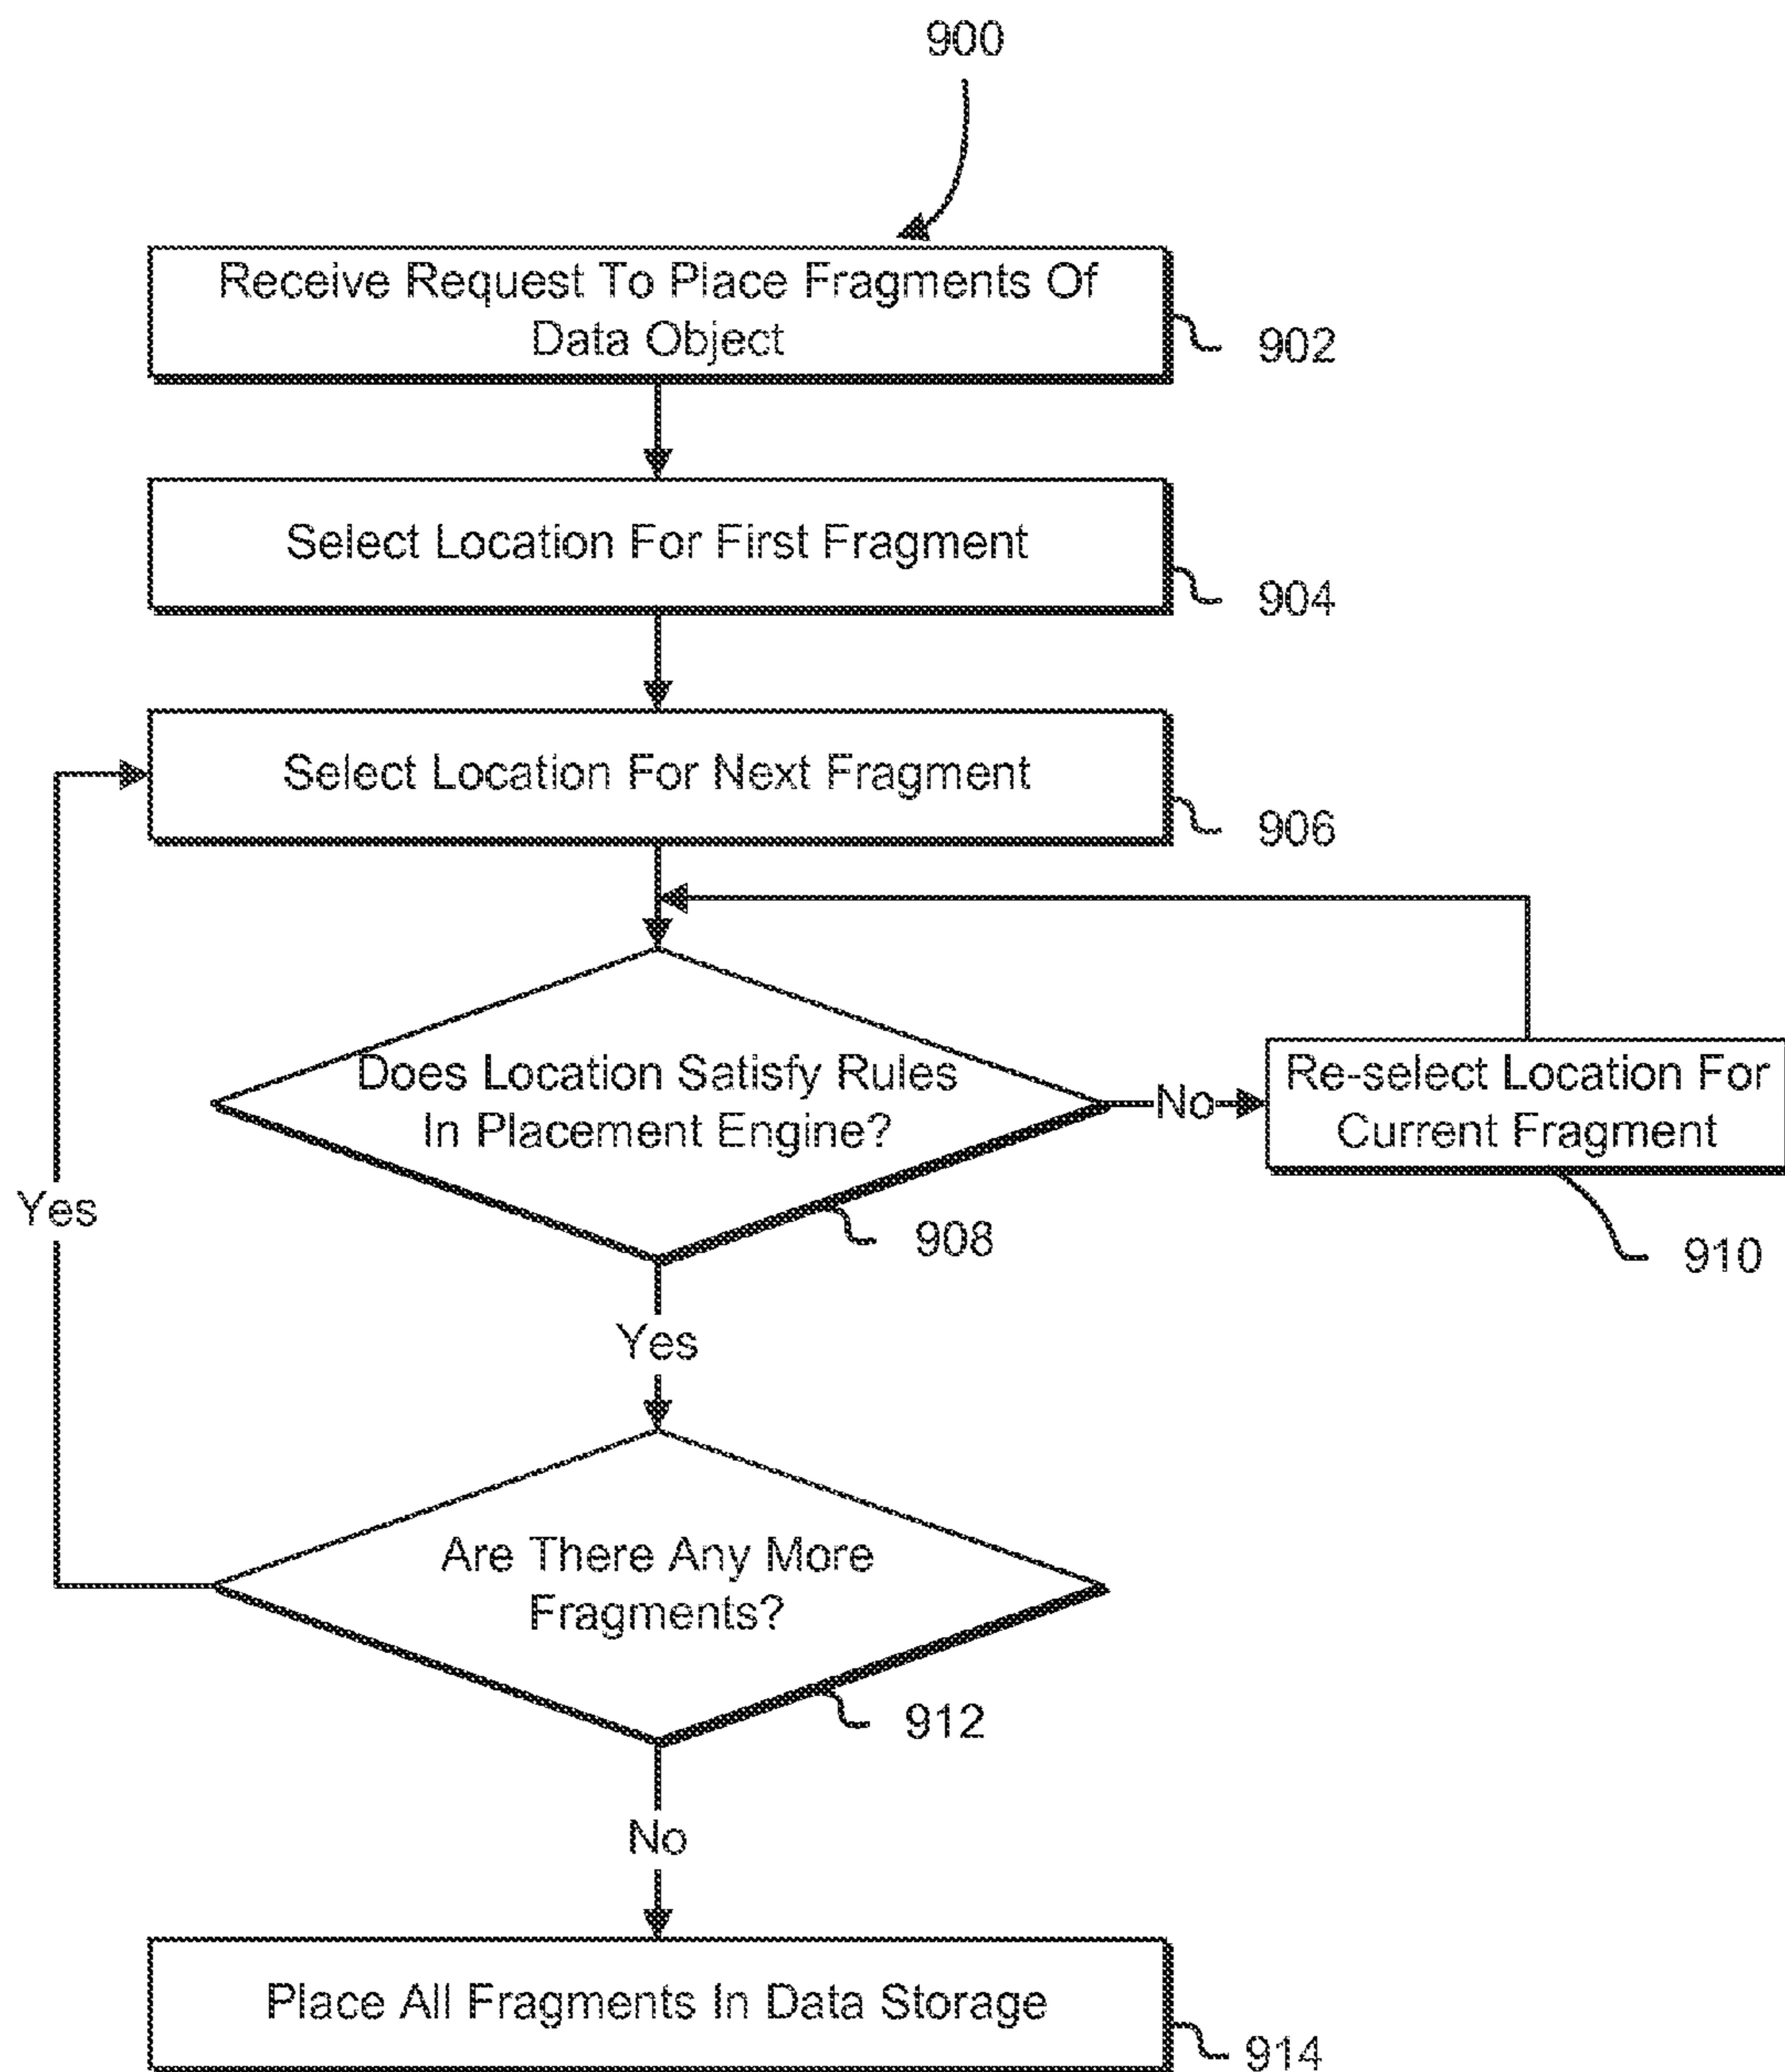 900
Receive Request To Place Fragments Of
Data Object
902
Select Location For First Fragment
904
Select Location For Next Fragment
906
Does Location Satisfy Rules
In Placement Engine?
908
No
Re-select Location For
Current Fragment
910
Yes
Yes
Are There Any More
Fragments?
912
No
Place All Fragments In Data Storage
914